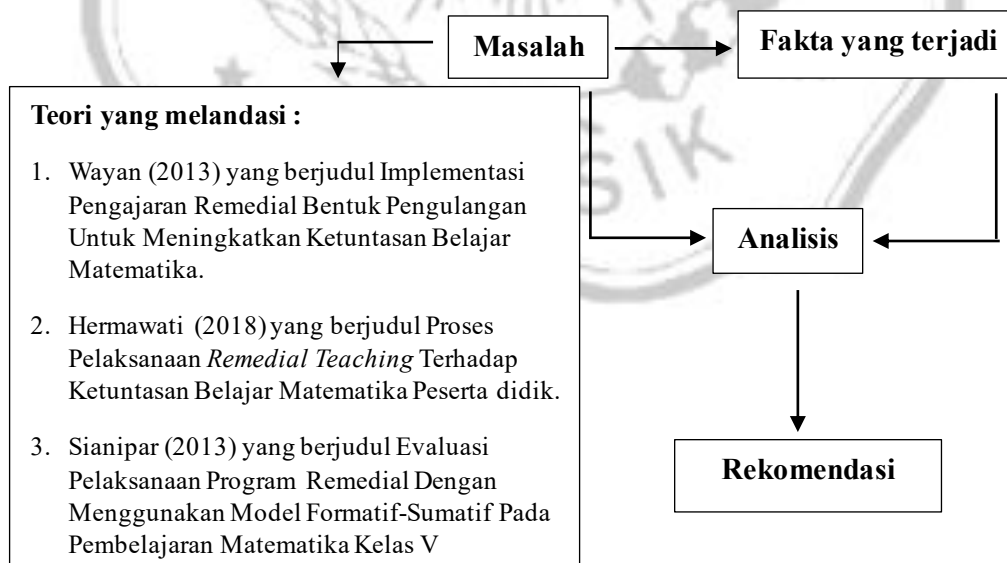 Masalah
Fakta yang terjadi
Teori yang melandasi :
1. Wayan (2013) yang berjudul Implementasi
Pengajaran Remedial Bentuk Pengulangan
Untuk Meningkatkan Ketuntasan Belajar
Matematika.
2. Hermawati (2018) yang berjudul Proses
Pelaksanaan Remedial Teaching Terhadap
Ketuntasan Belajar Matematika Peserta didik.
3. Sianipar (2013) yang berjudul Evaluasi
Pelaksanaan Program Remedial Dengan
Menggunakan Model Formatif-Sumatif Pada
Pembelajaran Matematika Kelas V
Analisis
Rekomendasi